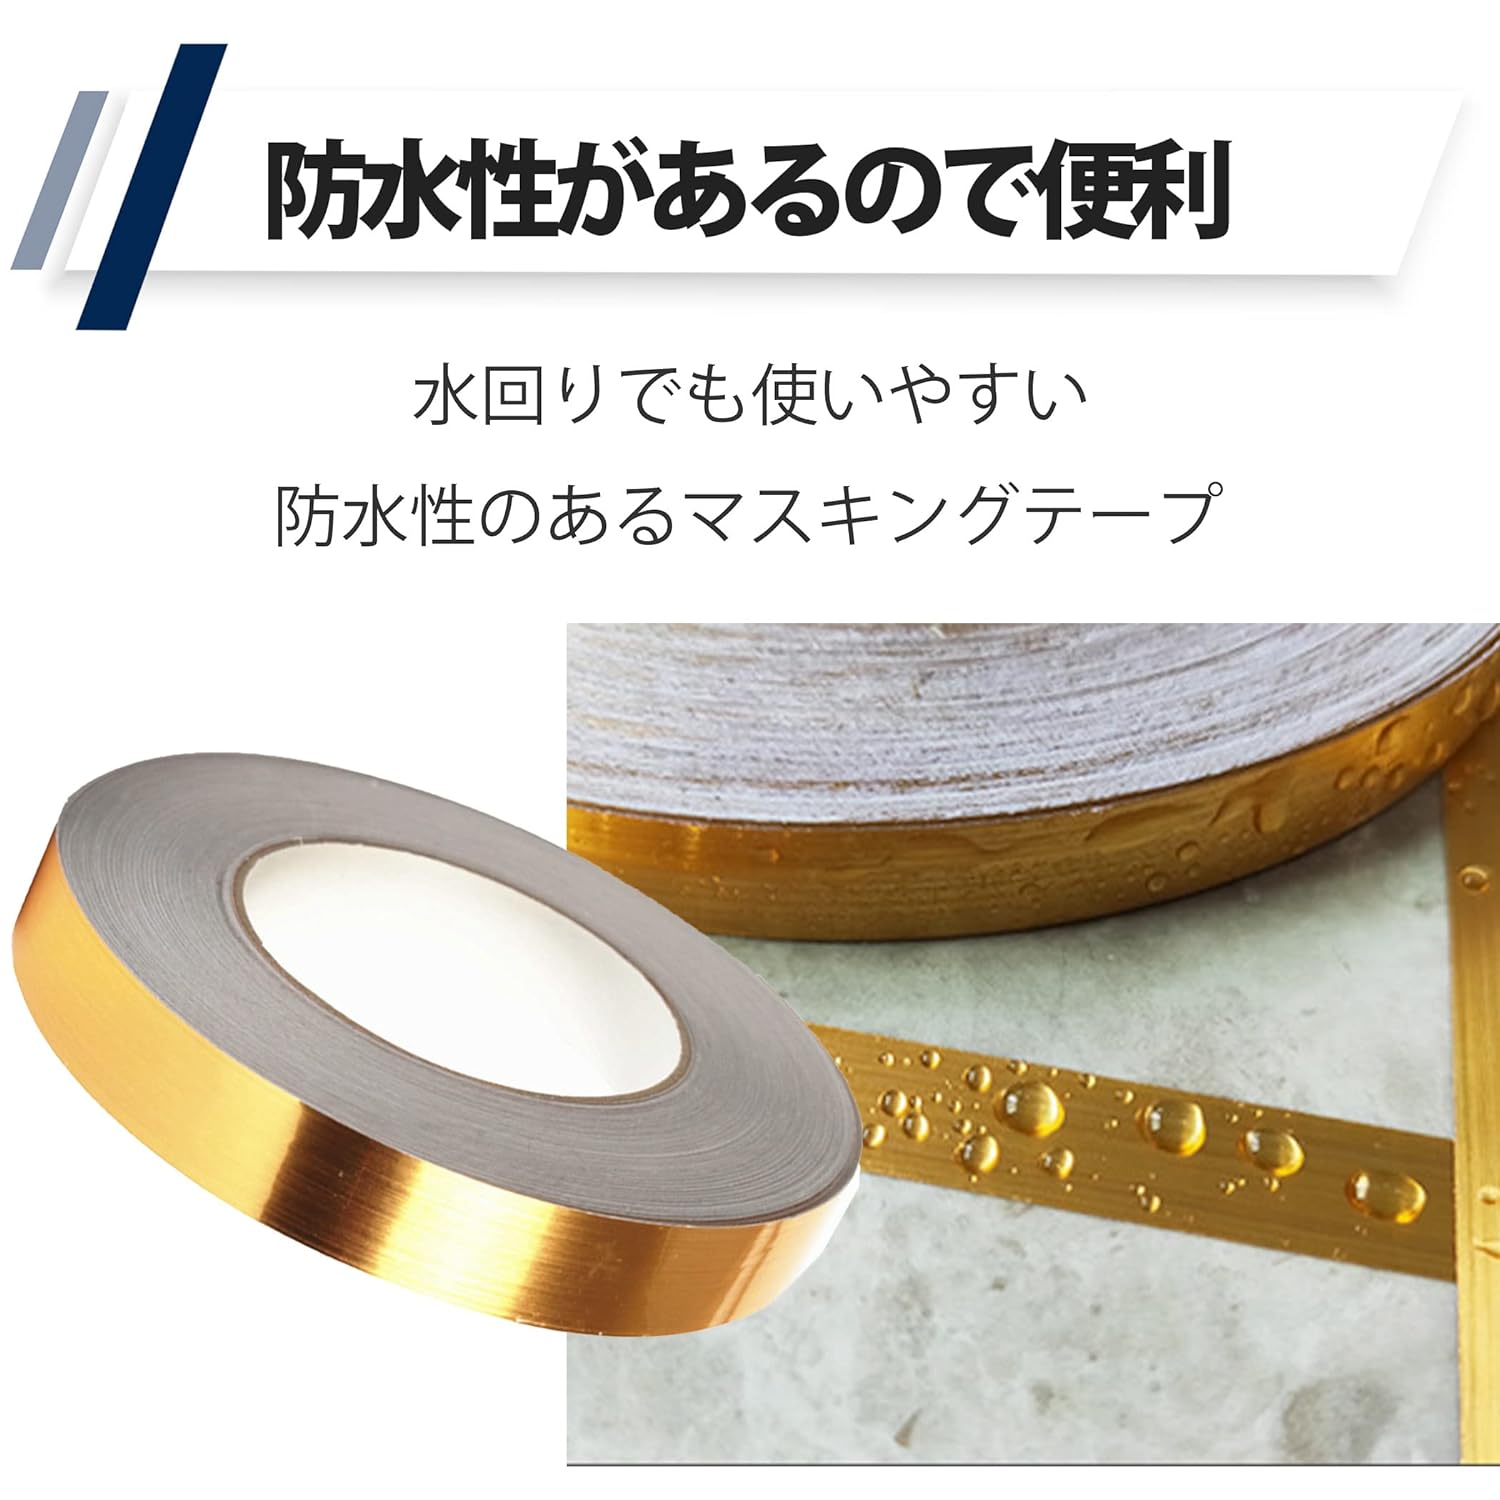 防水性があるので便利
水回りでも使いやすい
防水性のあるマスキングテープ